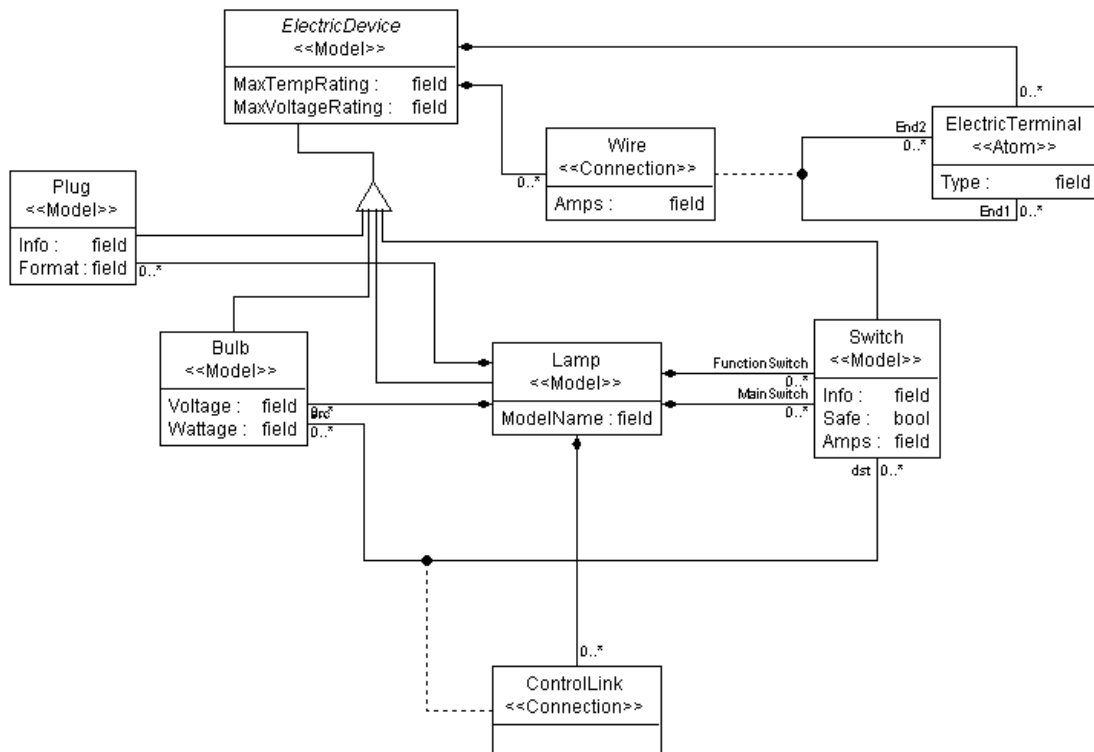 ElectricDevice
<<Model>>
MaxTempRating : field
MaxVoltageRating : field
0..*
End2
0..*
ElectricTerminal
<<Atom>>
Type : field
End1 0..*
Wire
<<Connection>>
Amps : field
0..*
Plug
<<Model>>
Info : field
Format : field
0..*
Bulb
<<Model>>
Voltage : field
Wattage : field
0..*
Lamp
<<Model>>
ModelName : field
FunctionSwitch
0..*
MainSwitch
0..*
Switch
<<Model>>
Info : field
Safe : bool
Amps : field
dst 0..*
0..*
ControlLink
<<Connection>>